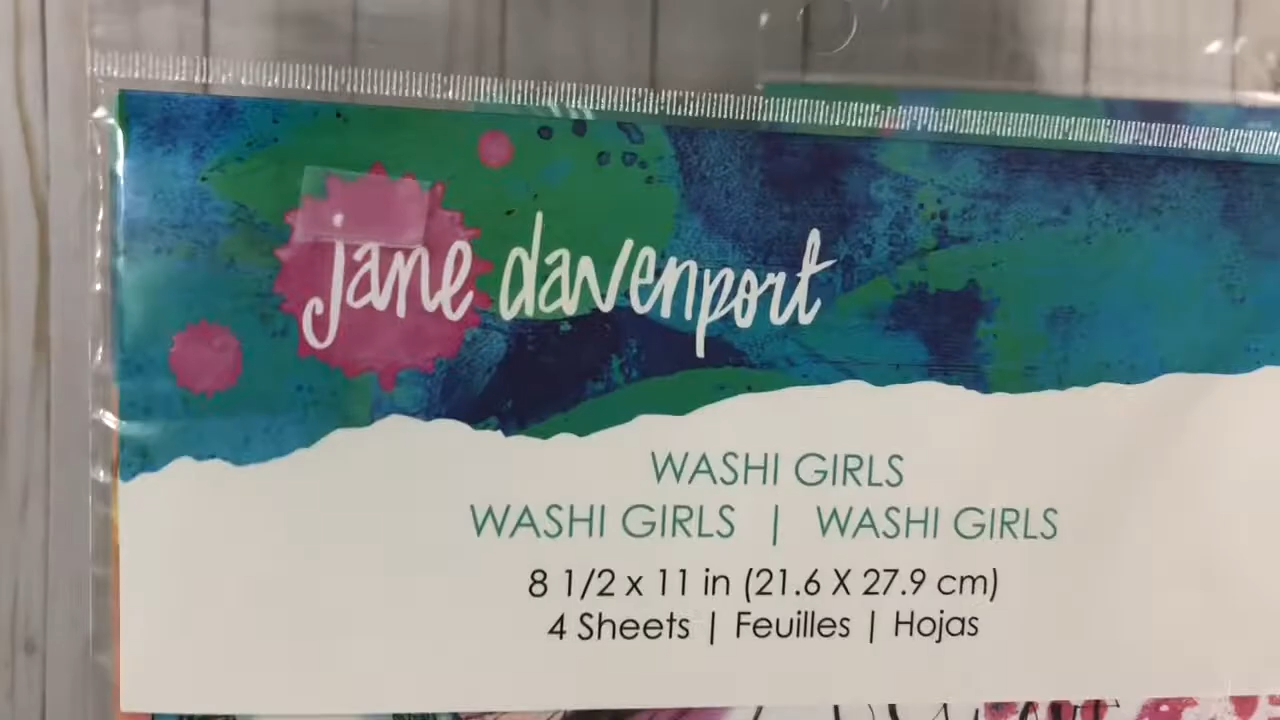 jane davenport
WASHI GIRLS
WASHI GIRLS | WASHI GIRLS
8 1/2 x 11 in (21.6 X 27.9 cm)
4 Sheets | Feuilles | Hojas